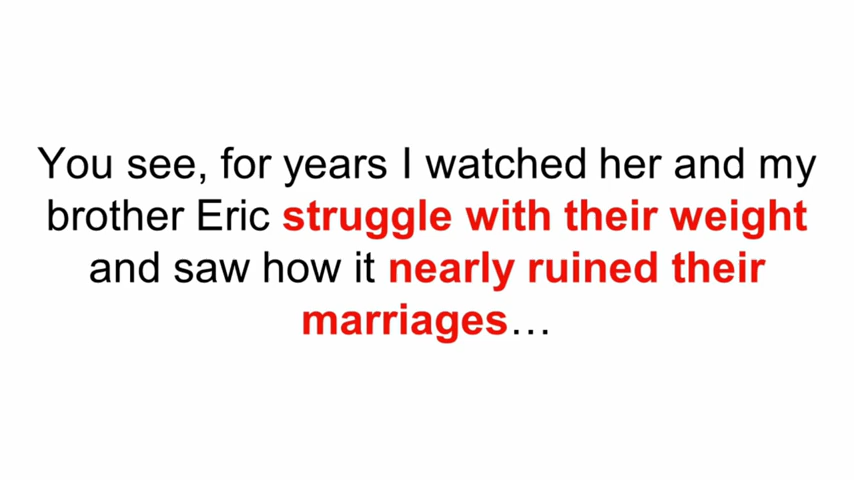 You see, for years I watched her and my
brother Eric struggle with their weight
and saw how it nearly ruined their
marriages…